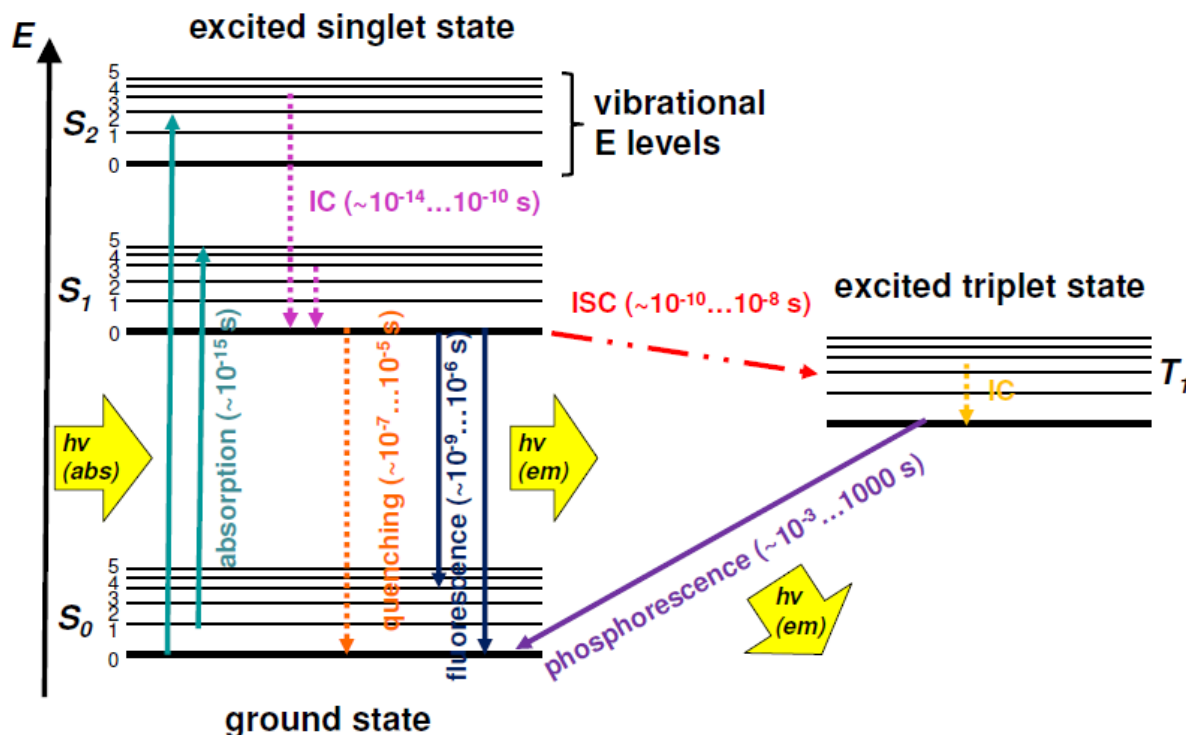 E
excited singlet state
5
4
3
2
1
0
S2
vibrational
E levels
IC (~10-14...10-10 s)
5
4
3
2
1
0
S1
ISC (~10-10...10-8 s)
excited triplet state
T1
IC
hν
(abs)
absorption (~10-15 s)
quenching (~10-7...10-5 s)
fluorescence (~10-9...10-6 s)
hν
(em)
phosphorescence (~10-3...1000 s)
hν
(em)
5
4
3
2
1
0
S0
ground state